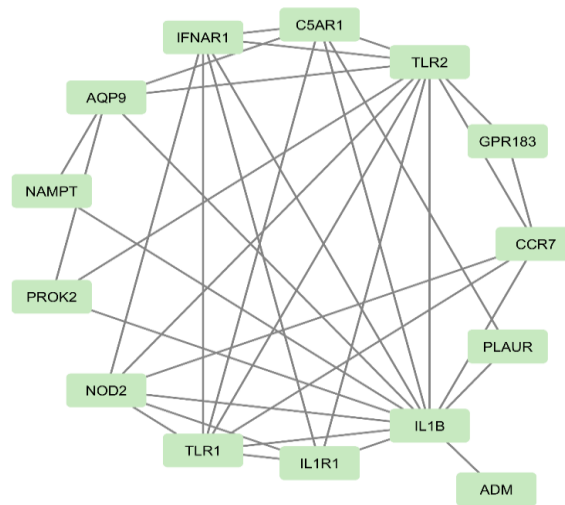 C5AR1
IFNAR1
TLR2
AQP9
GPR183
NAMPT
CCR7
PROK2
PLAUR
NOD2
IL1B
TLR1
IL1R1
ADM